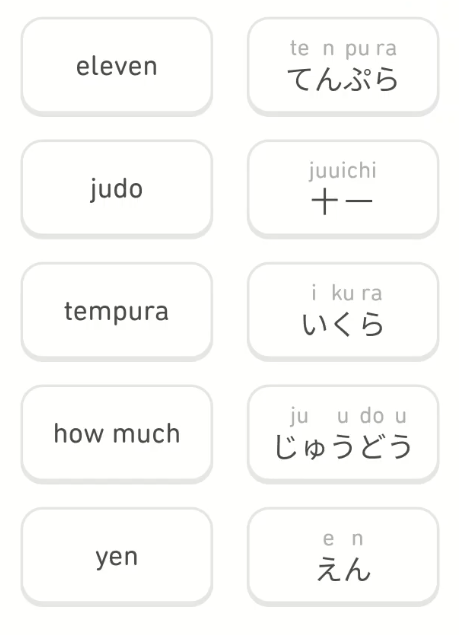 eleven
te n pu ra
てんぷら
judo
juuichi
十一
tempura
i ku ra
いくら
how much
ju u do u
じゅうどう
yen
e n
えん